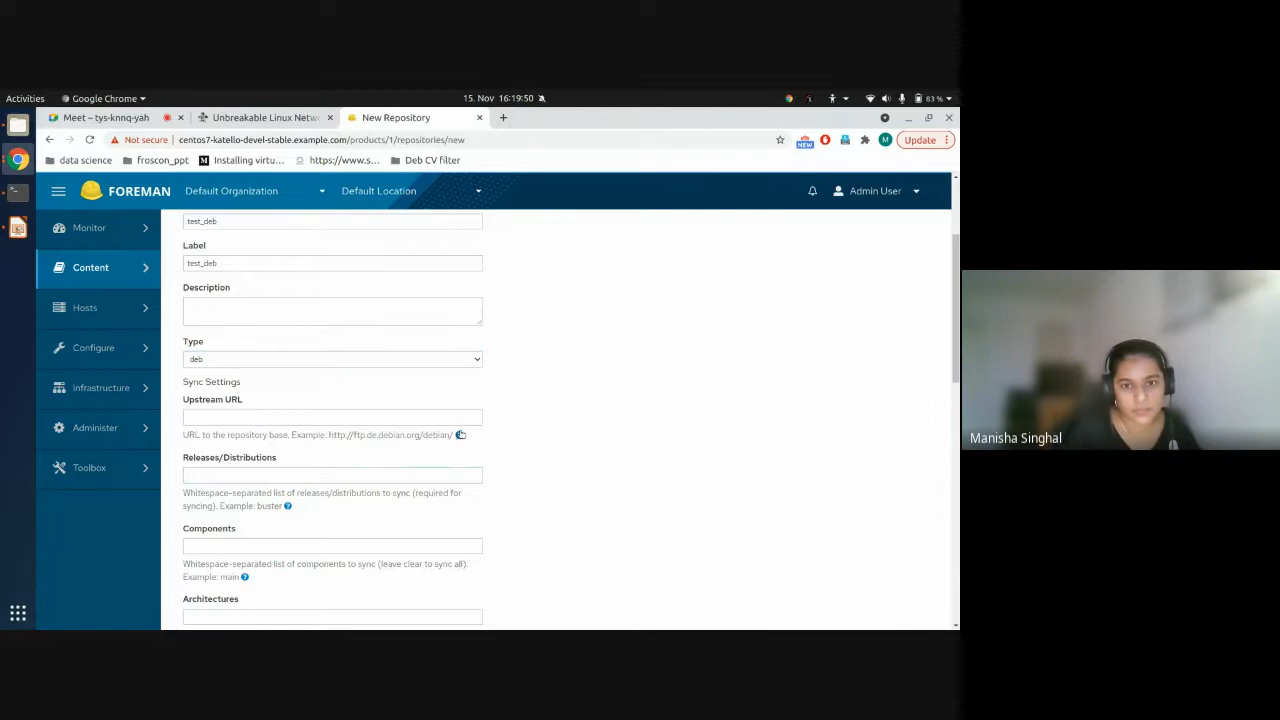 Activities Google Chrome 15. Nov 16:19:50 83 %
Meet – tys-knnq-yah Unbreakable Linux Netw New Repository
Not secure centos7-katello-devel-stable.example.com/products/1/repositories/new NEW M Update
data science froscon_ppt Installing virtu... https://www.s... Deb CV filter
FOREMAN Default Organization Default Location Admin User
Monitor
Content
Hosts
Configure
Infrastructure
Administer
Toolbox
test_deb
Label
test_deb
Description
Type
deb
Sync Settings
Upstream URL
URL to the repository base. Example: http://ftp.de.debian.org/debian/
Releases/Distributions
Whitespace-separated list of releases/distributions to sync (required for
syncing). Example: buster
Components
Whitespace-separated list of components to sync (leave clear to sync all).
Example: main
Architectures
Manisha Singhal